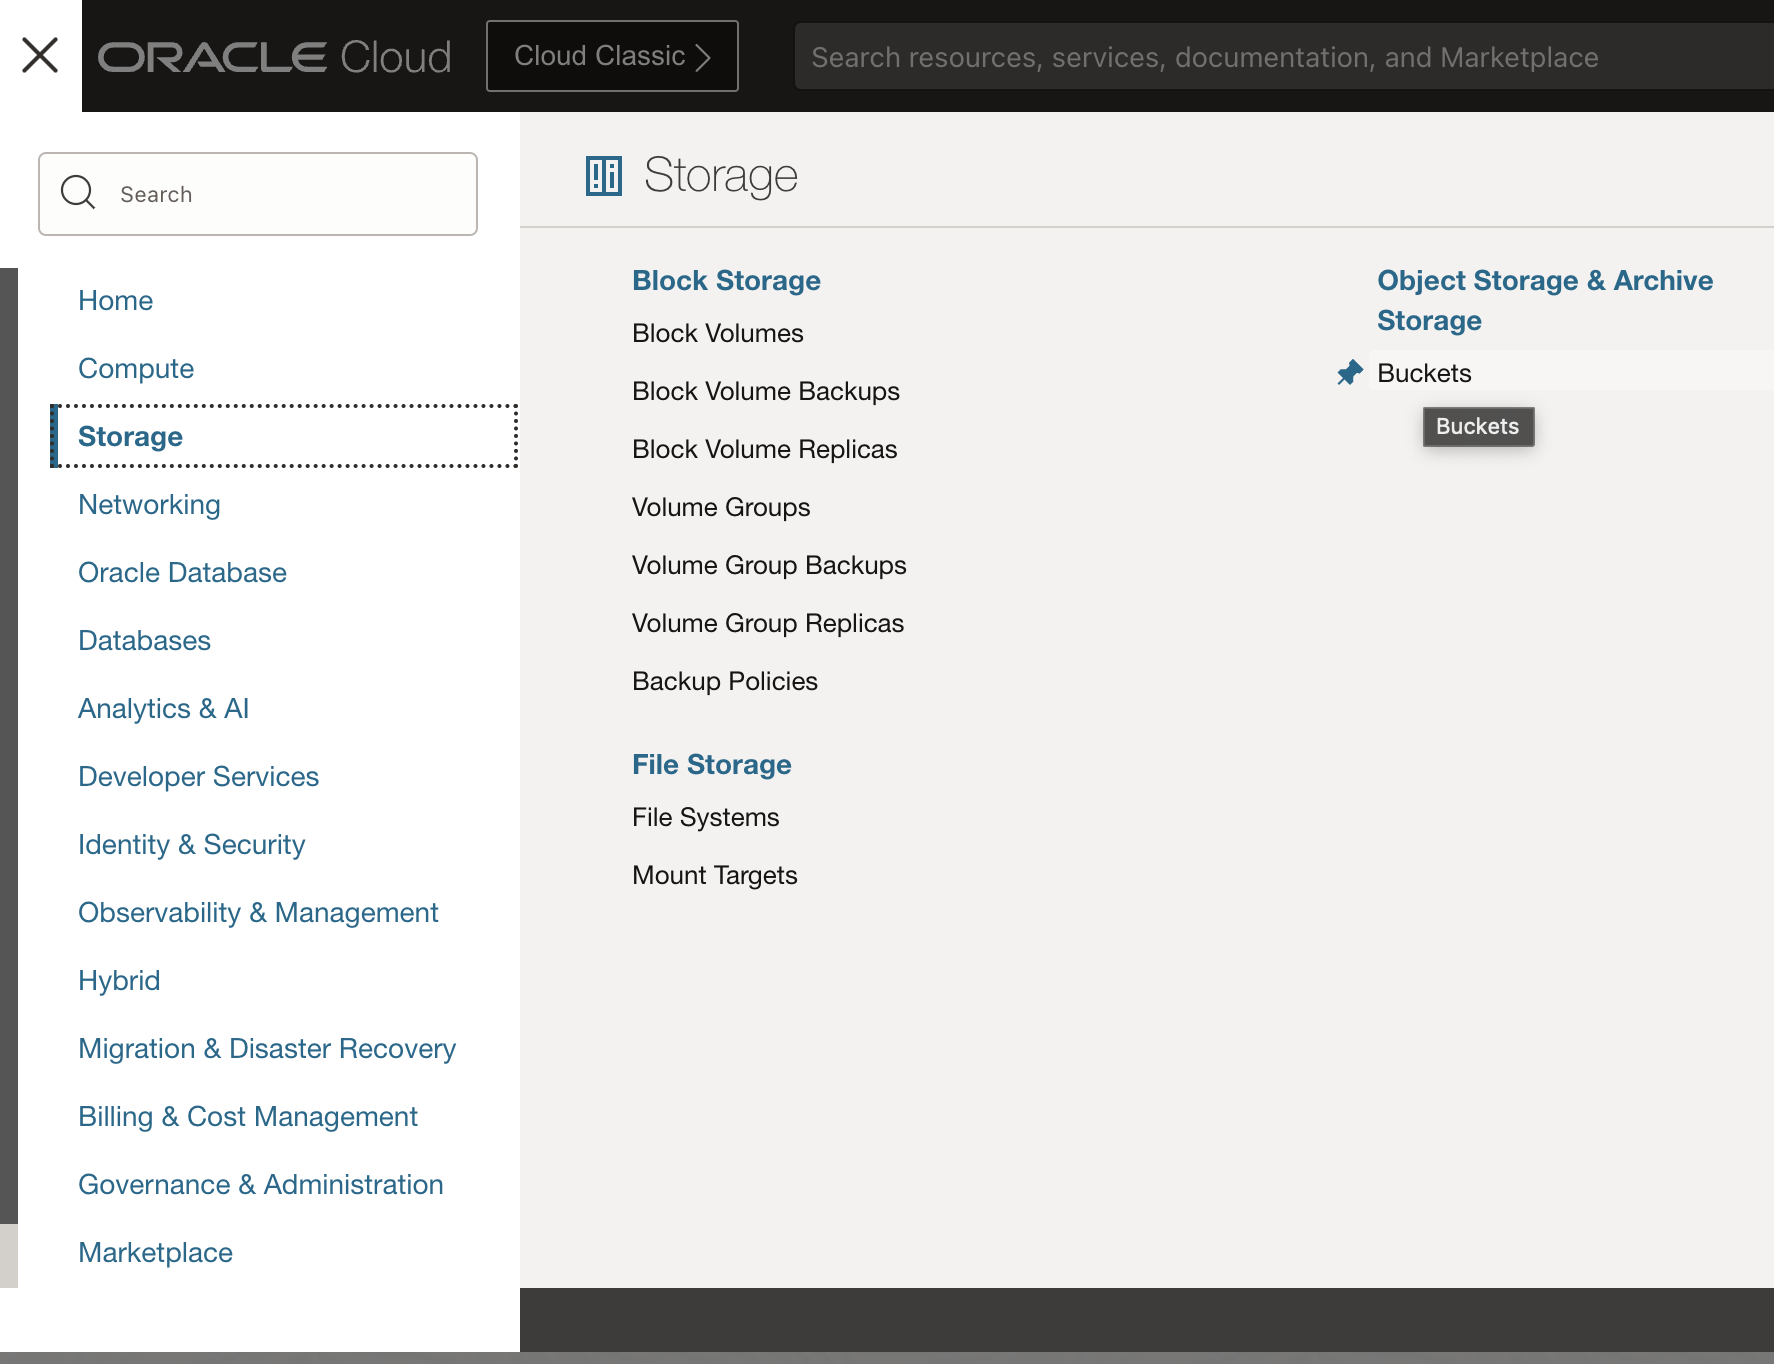 ORACLE Cloud
Cloud Classic
Search resources, services, documentation, and Marketplace
Search
Home
Compute
Storage
Networking
Oracle Database
Databases
Analytics & AI
Developer Services
Identity & Security
Observability & Management
Hybrid
Migration & Disaster Recovery
Billing & Cost Management
Governance & Administration
Marketplace
Storage
Block Storage
Block Volumes
Block Volume Backups
Block Volume Replicas
Volume Groups
Volume Group Backups
Volume Group Replicas
Backup Policies
File Storage
File Systems
Mount Targets
Object Storage & Archive
Storage
Buckets
Buckets